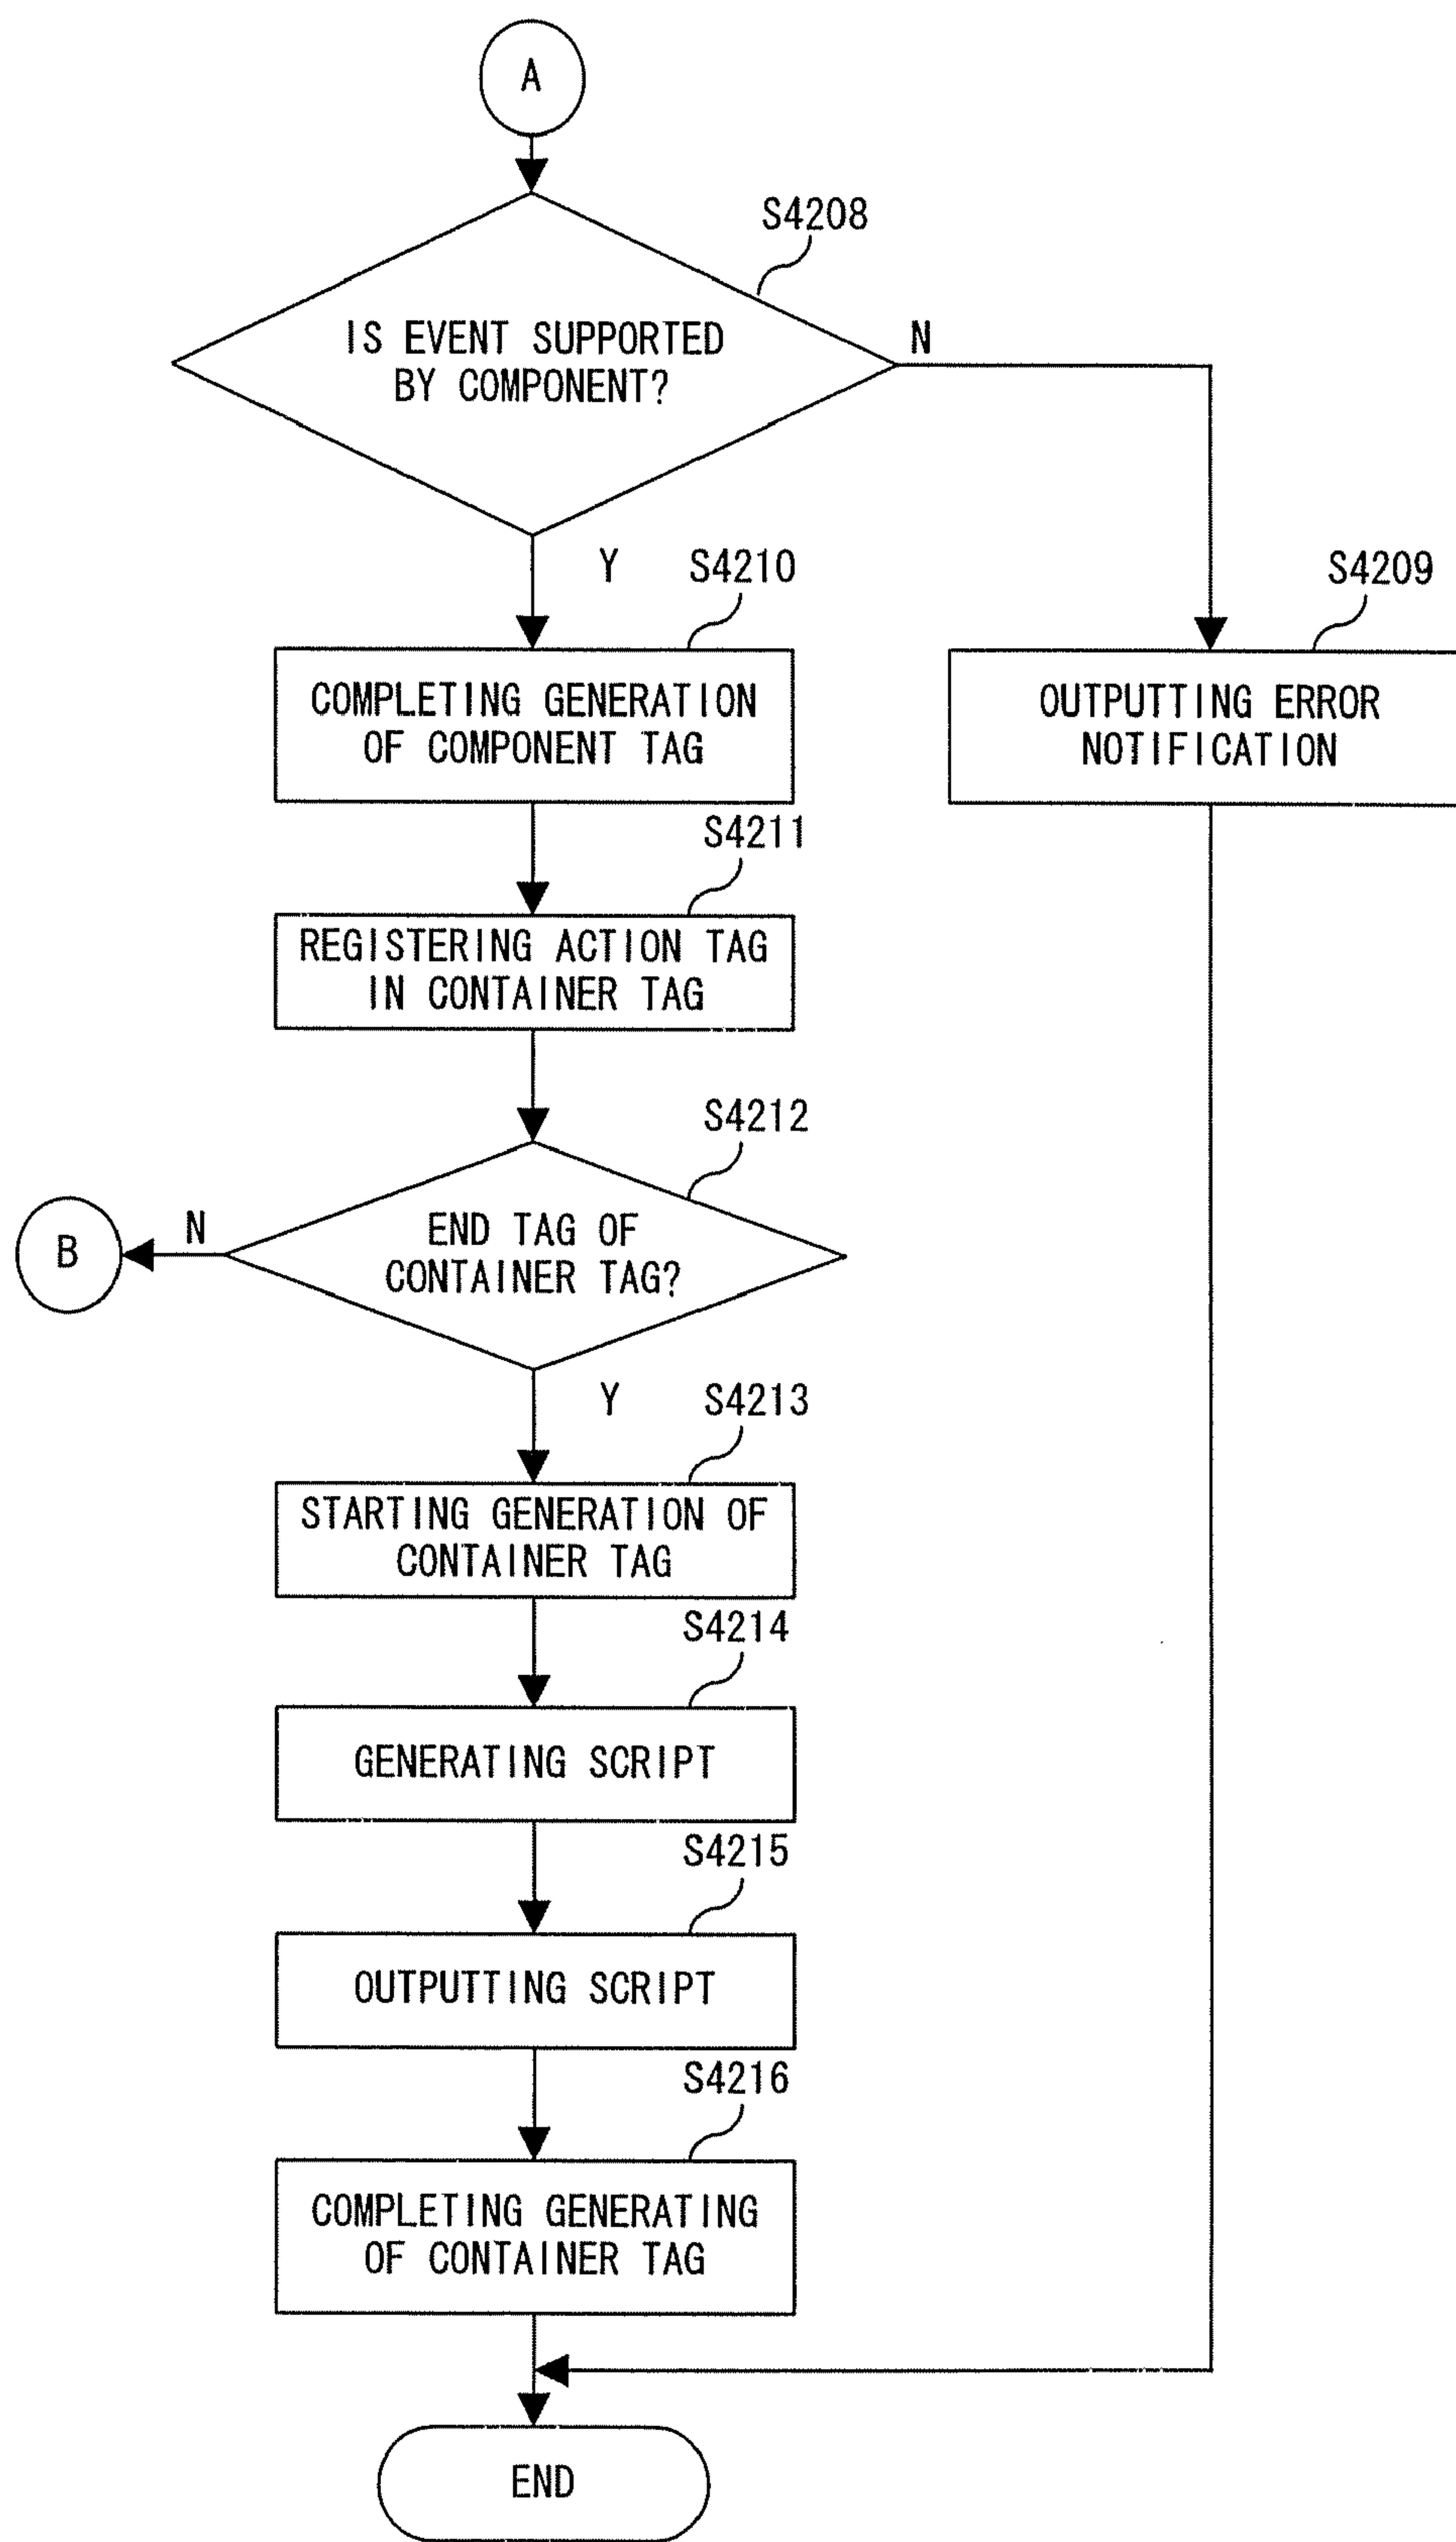 A
S4208
IS EVENT SUPPORTED
BY COMPONENT?
N
Y
S4210
S4209
COMPLETING GENERATION
OF COMPONENT TAG
OUTPUTTING ERROR
NOTIFICATION
S4211
REGISTERING ACTION TAG
IN CONTAINER TAG
S4212
B
N
END TAG OF
CONTAINER TAG?
Y
S4213
STARTING GENERATION OF
CONTAINER TAG
S4214
GENERATING SCRIPT
S4215
OUTPUTTING SCRIPT
S4216
COMPLETING GENERATING
OF CONTAINER TAG
END